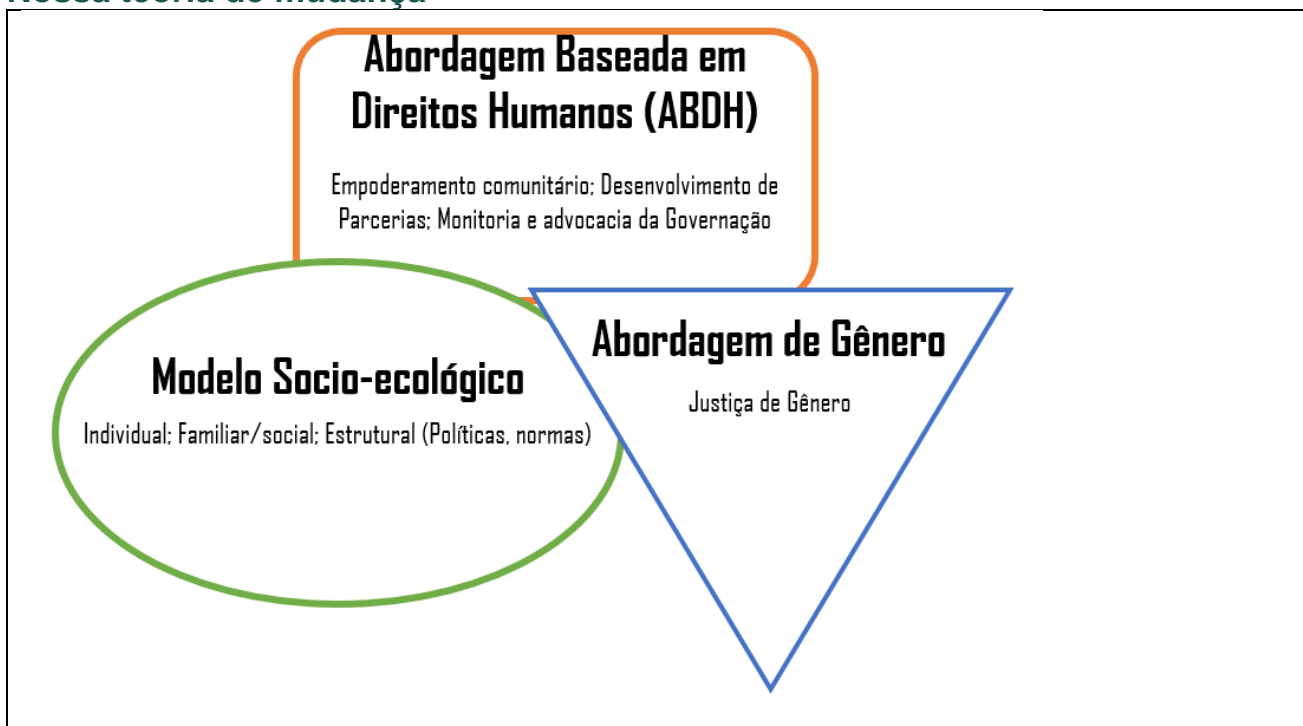 Nossa teoria de mudança
Abordagem Baseada em
Direitos Humanos (ABDH)
Empoderamento comunitário; Desenvolvimento de
Parcerias; Monitoria e advocacia da Governação
Modelo Socio-ecológico
Individual; Familiar/social; Estrutural (Políticas, normas)
Abordagem de Gênero
Justiça de Gênero